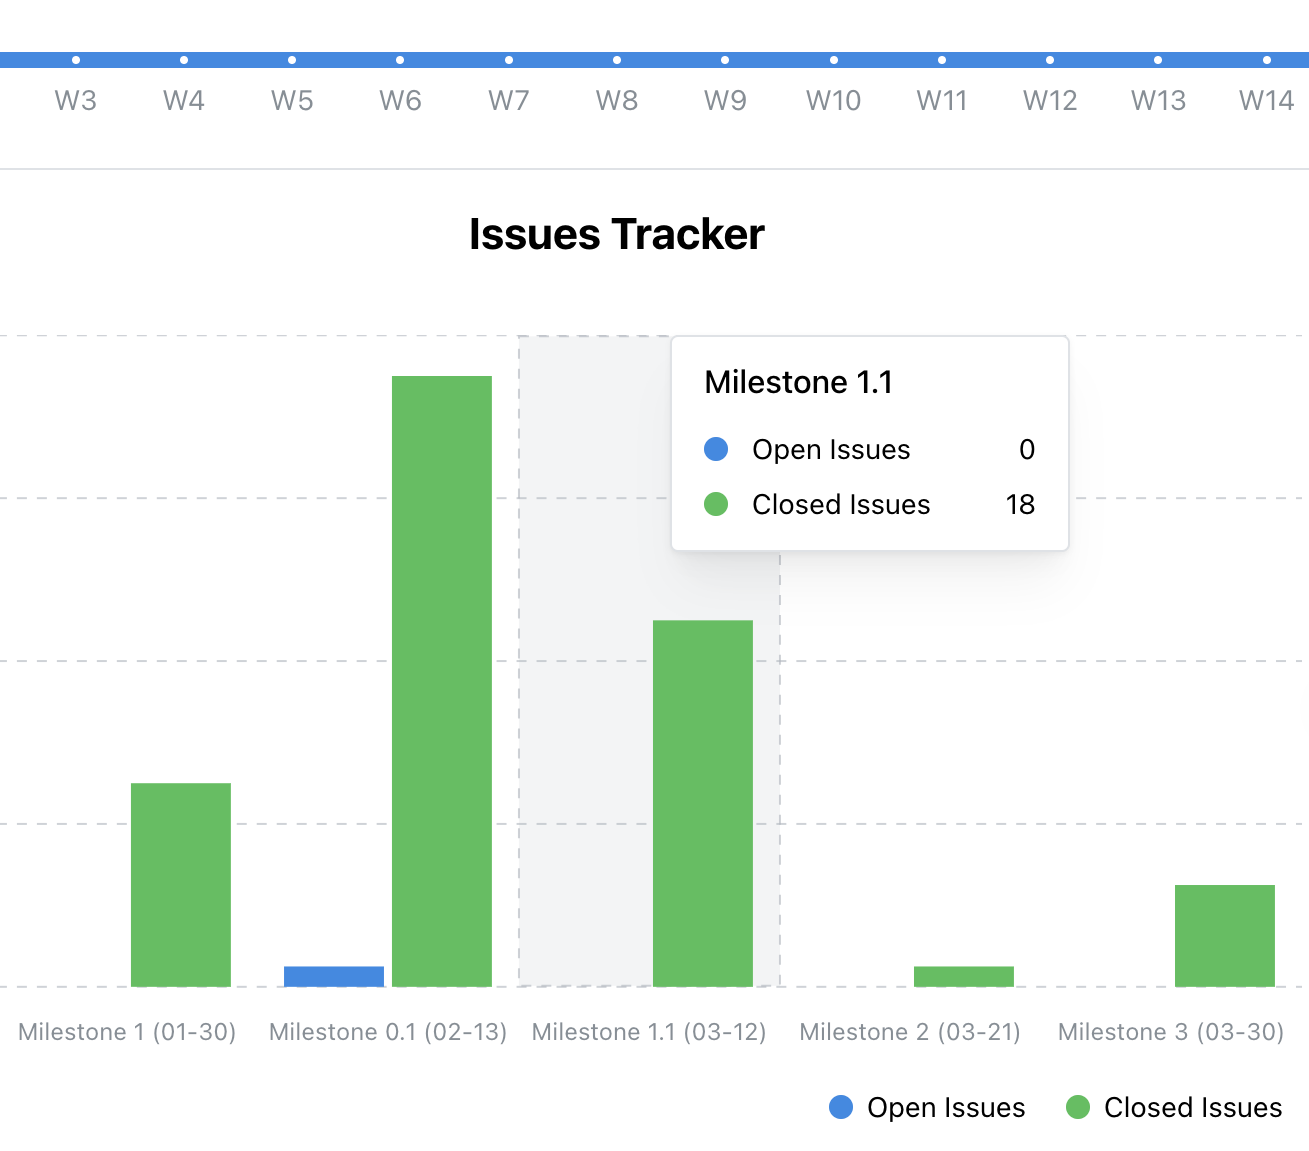 W3 W4 W5 W6 W7 W8 W9 W10 W11 W12 W13 W14
Issues Tracker
Milestone 1.1
Open Issues 0
Closed Issues 18
Milestone 1 (01-30) Milestone 0.1 (02-13) Milestone 1.1 (03-12) Milestone 2 (03-21) Milestone 3 (03-30)
Open Issues Closed Issues